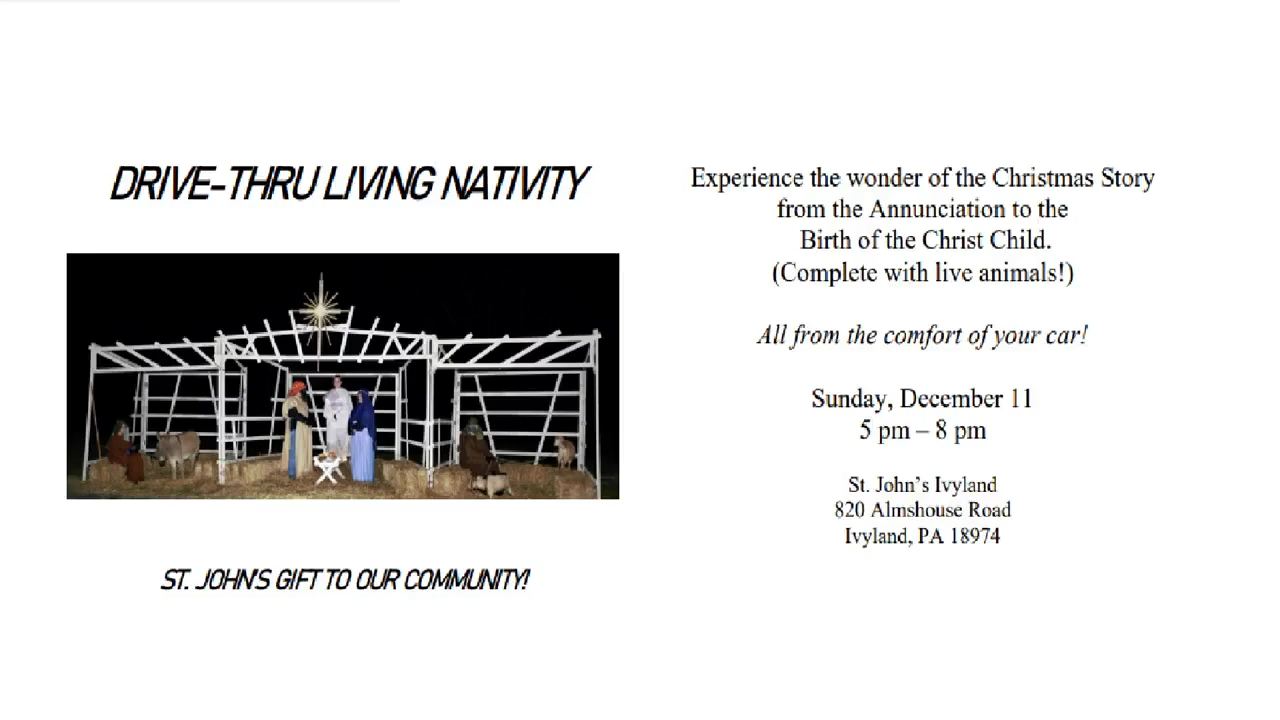 DRIVE-THRU LIVING NATIVITY
ST. JOHN'S GIFT TO OUR COMMUNITY!
Experience the wonder of the Christmas Story
from the Annunciation to the
Birth of the Christ Child.
(Complete with live animals!)
All from the comfort of your car!
Sunday, December 11
5 pm – 8 pm
St. John’s Ivyland
820 Almshouse Road
Ivyland, PA 18974